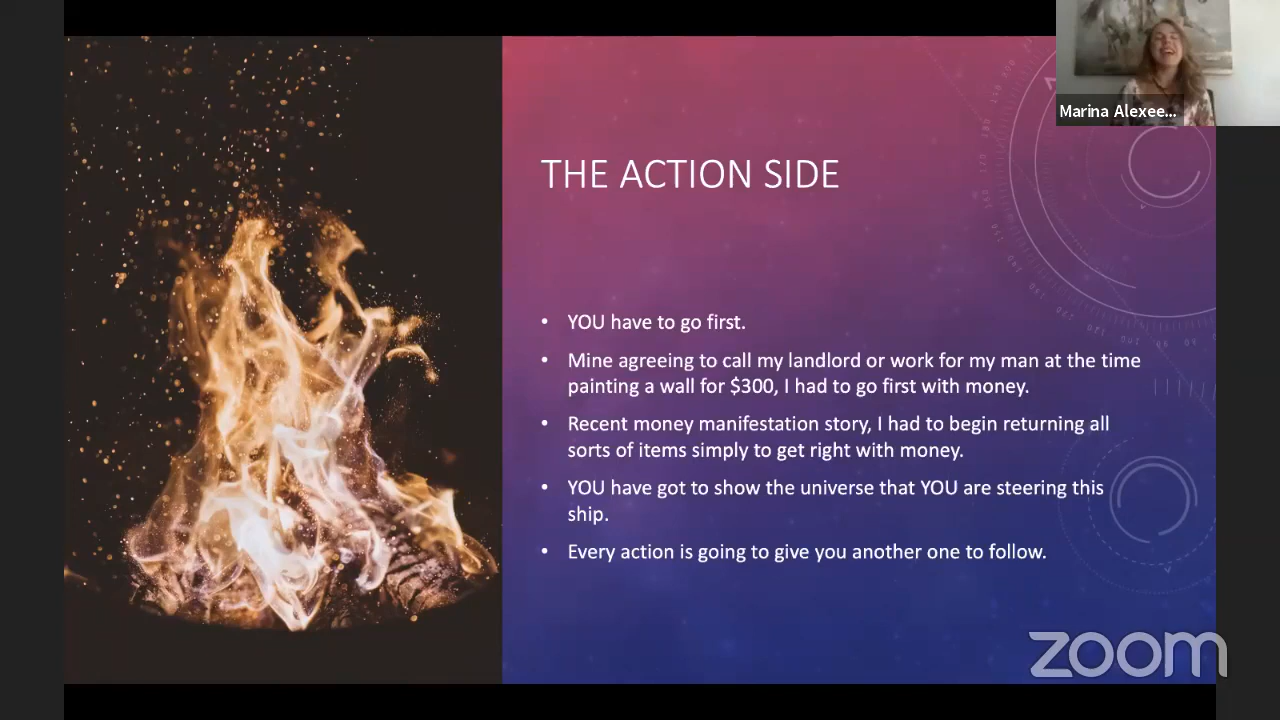 Marina Alexee...
THE ACTION SIDE
• YOU have to go first.
• Mine agreeing to call my landlord or work for my man at the time
painting a wall for $300, I had to go first with money.
• Recent money manifestation story, I had to begin returning all
sorts of items simply to get right with money.
• YOU have got to show the universe that YOU are steering this
ship.
• Every action is going to give you another one to follow.
zoom